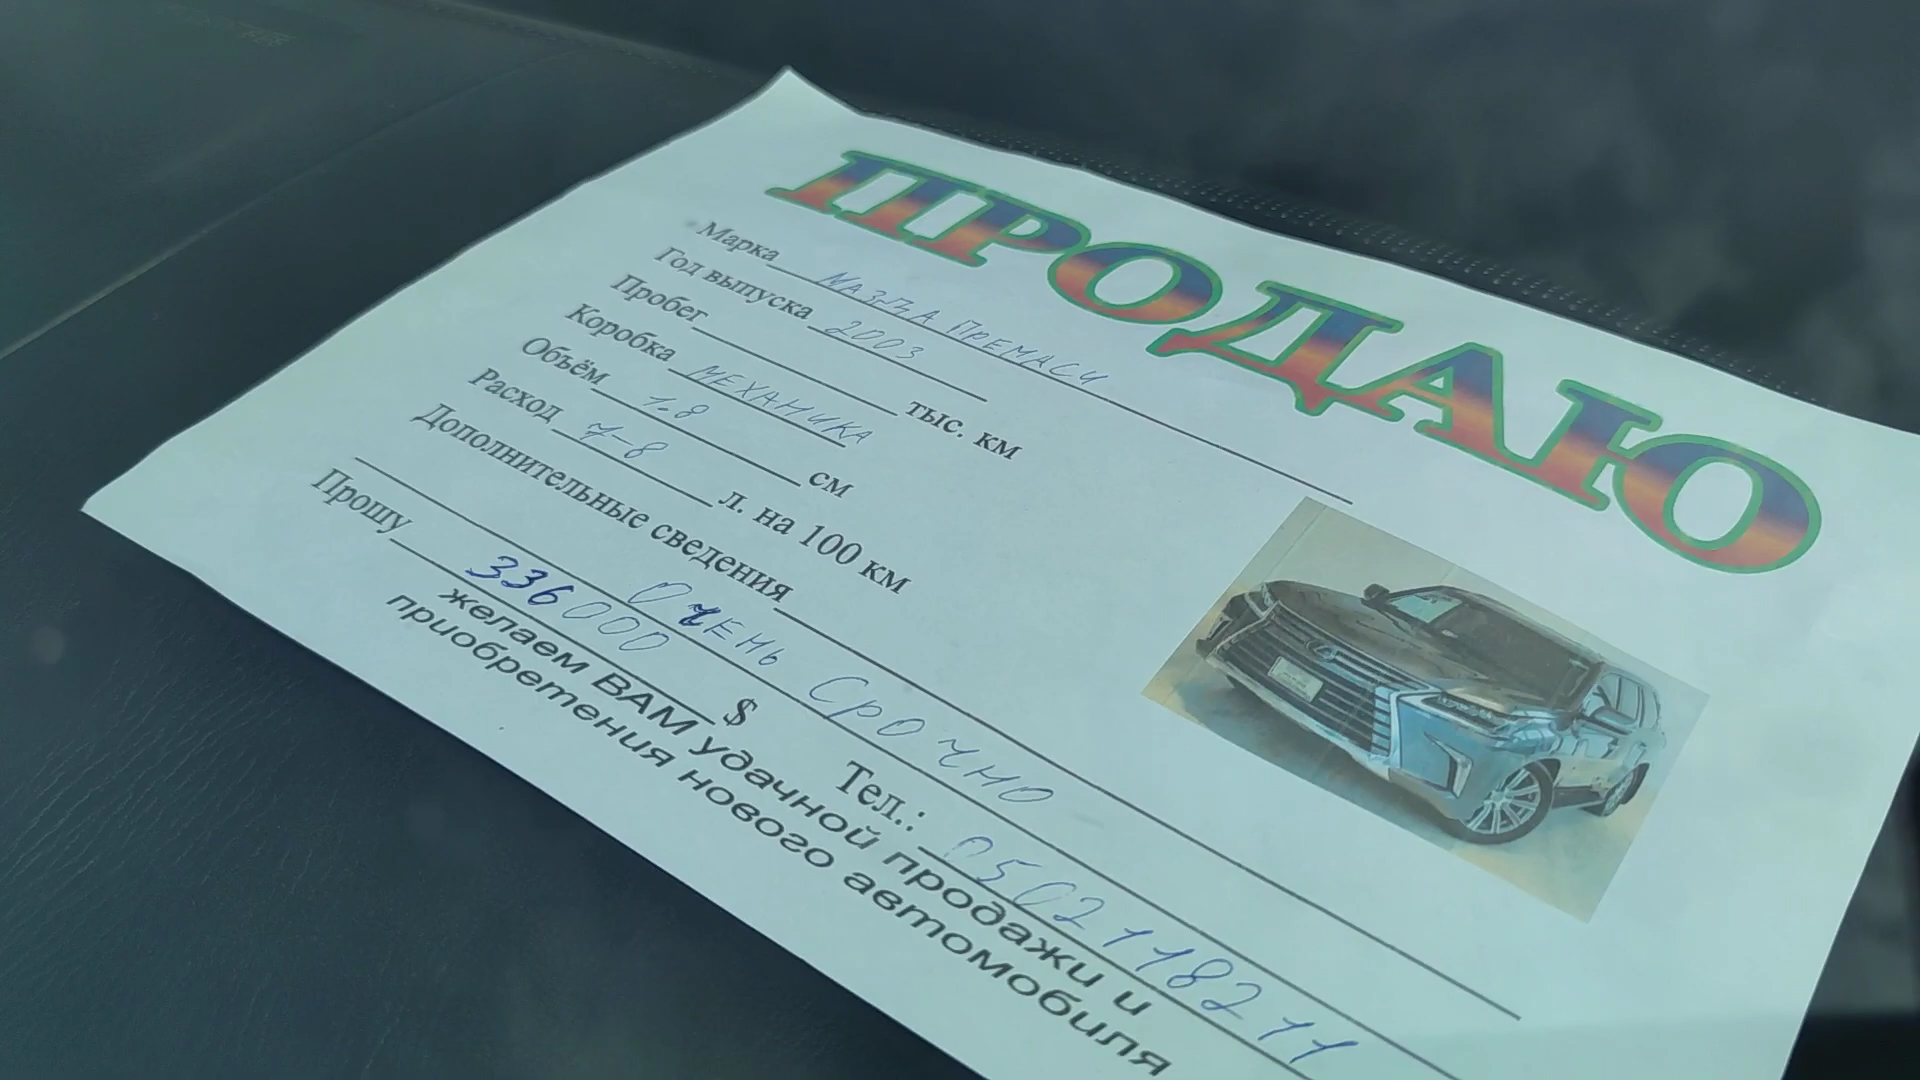 ПРОДАЮ
Марка МАЗДА ПРЕМАСИ
Год выпуска 2003
Пробег тыс. км
Коробка МЕХАНИКА
Объём 1.8 см
Расход 7-8 л. на 100 км
Дополнительные сведения
ОЧЕНЬ СРОЧНО
Прошу 336000 $ Тел.: 0502118211
желаем ВАМ удачной продажи и
приобретения нового автомобиля